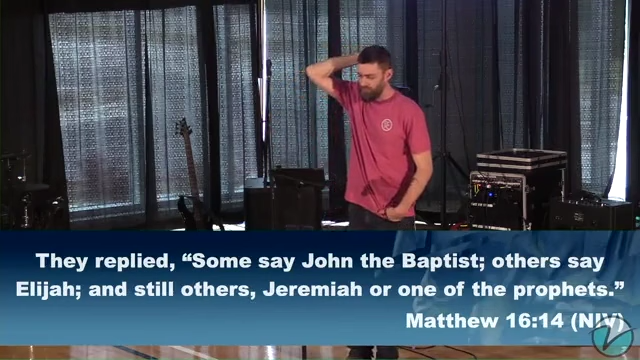 They replied, “Some say John the Baptist; others say
Elijah; and still others, Jeremiah or one of the prophets.”
Matthew 16:14 (NIV)